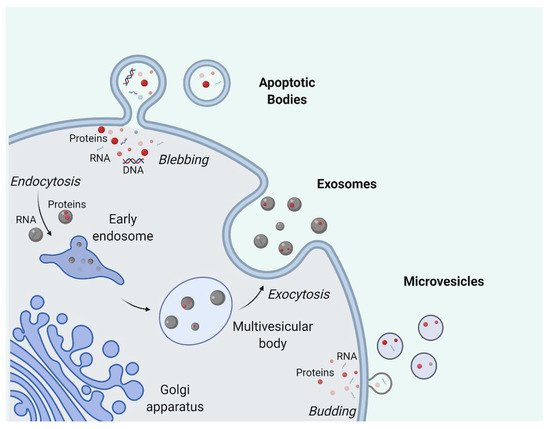 Apoptotic
Bodies
Proteins
RNA
DNA
Blebbing
Endocytosis
Proteins
RNA
Early
endosome
Exosomes
Exocytosis
Multivesicular
body
Microvesicles
RNA
Proteins
Budding
Golgi
apparatus